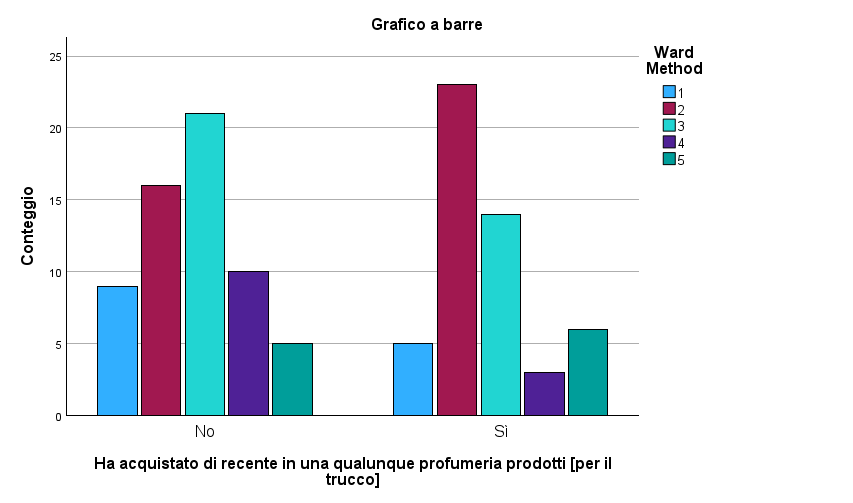 Grafico a barre
Ward
Method
1
2
3
4
5
25
20
15
10
5
0
Conteggio
No
Sì
Ha acquistato di recente in una qualunque profumeria prodotti [per il
trucco]